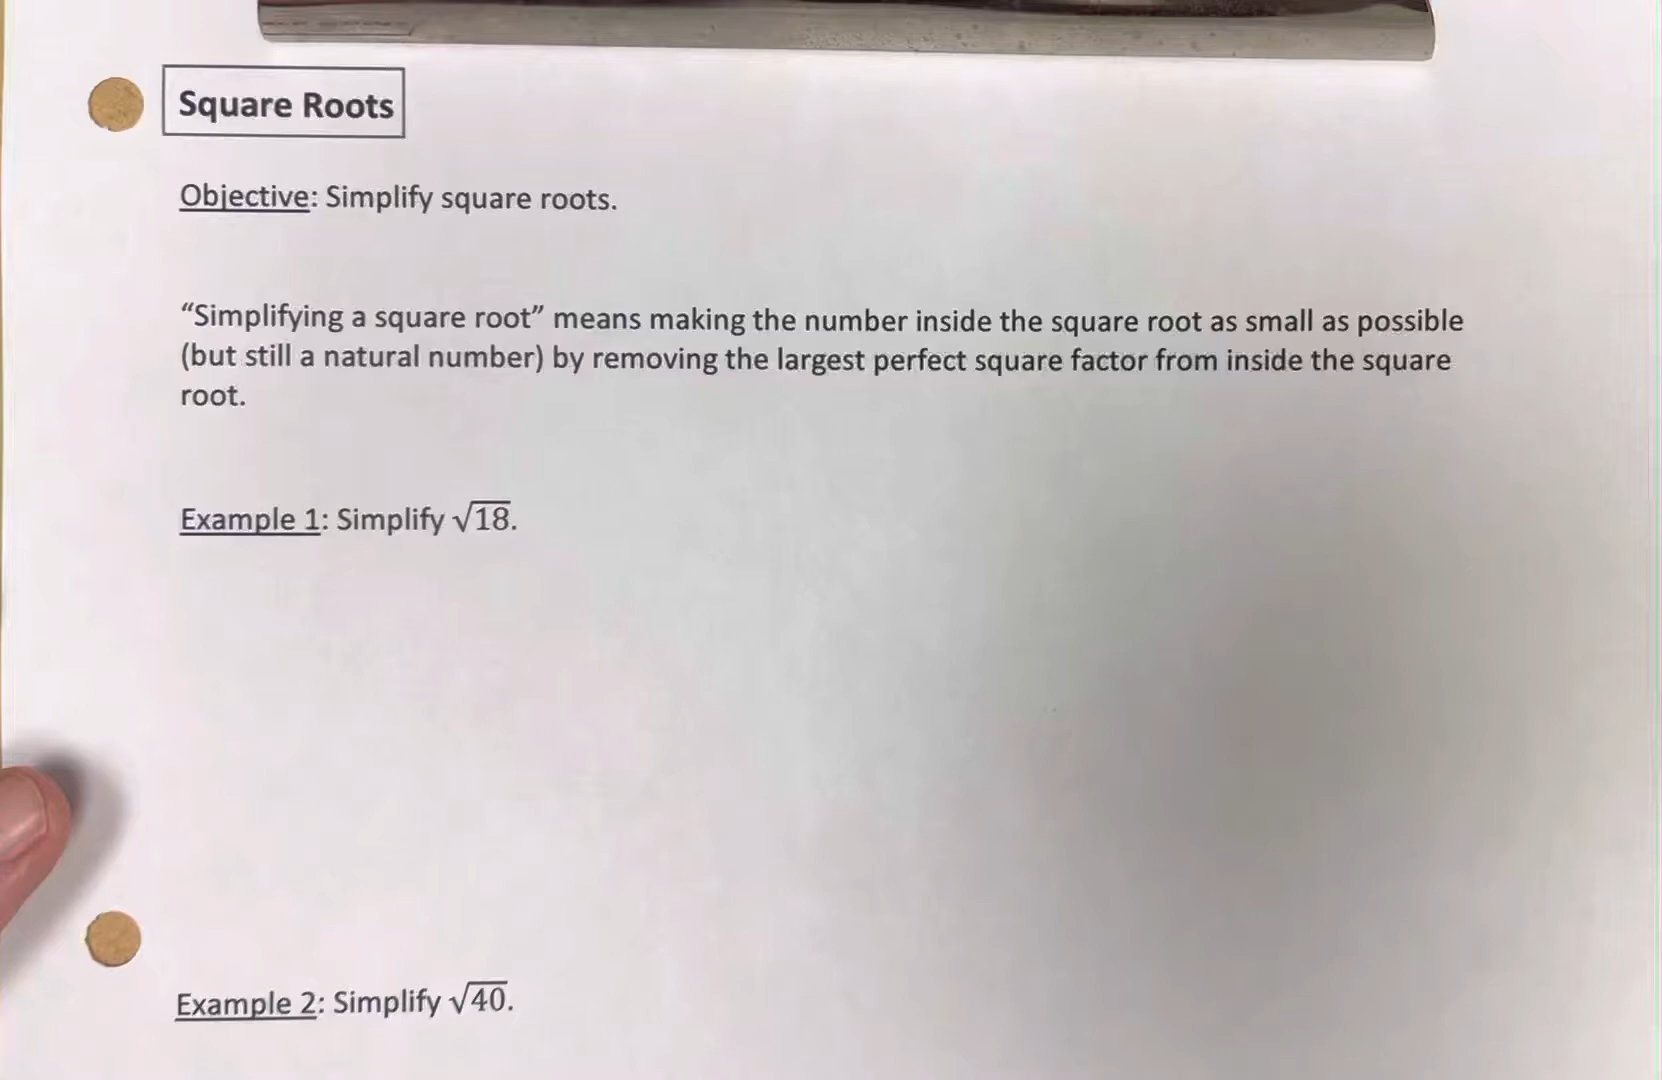 Square Roots
Objective: Simplify square roots.
“Simplifying a square root” means making the number inside the square root as small as possible
(but still a natural number) by removing the largest perfect square factor from inside the square
root.
Example 1: Simplify √18.
Example 2: Simplify √40.